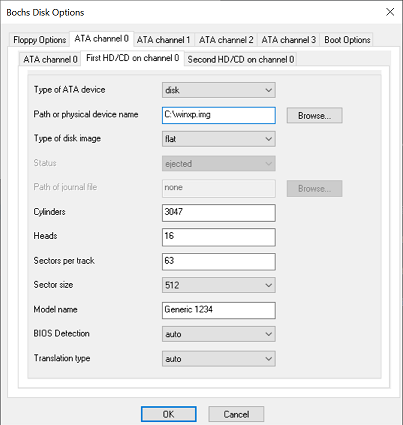 Bochs Disk Options
Floppy Options ATA channel 0 ATA channel 1 ATA channel 2 ATA channel 3 Boot Options
ATA channel 0 First HD/CD on channel 0 Second HD/CD on channel 0
Type of ATA device disk
Path or physical device name C:\winxp.img Browse...
Type of disk image flat
Status ejected
Path of journal file none Browse...
Cylinders 3047
Heads 16
Sectors per track 63
Sector size 512
Model name Generic 1234
BIOS Detection auto
Translation type auto
OK Cancel